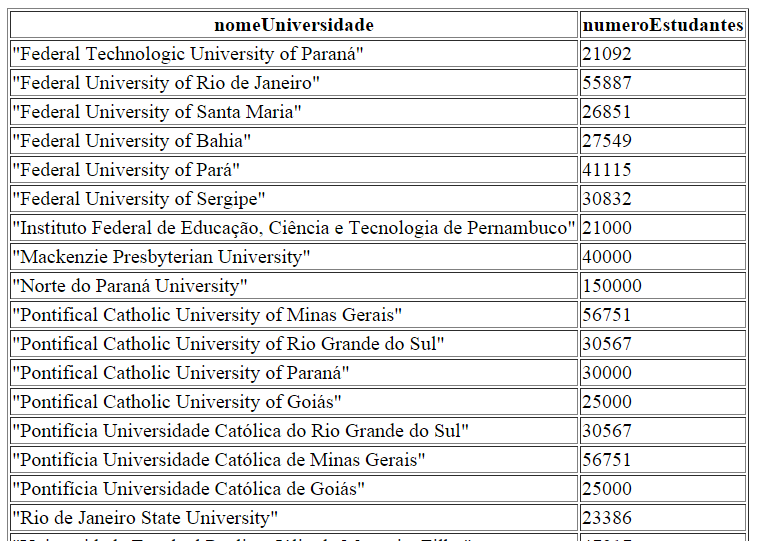 nomeUniversidade numeroEstudantes
"Federal Technologic University of Paraná" 21092
"Federal University of Rio de Janeiro" 55887
"Federal University of Santa Maria" 26851
"Federal University of Bahia" 27549
"Federal University of Pará" 41115
"Federal University of Sergipe" 30832
"Instituto Federal de Educação, Ciência e Tecnologia de Pernambuco" 21000
"Mackenzie Presbyterian University" 40000
"Norte do Paraná University" 150000
"Pontifical Catholic University of Minas Gerais" 56751
"Pontifical Catholic University of Rio Grande do Sul" 30567
"Pontifical Catholic University of Paraná" 30000
"Pontifical Catholic University of Goiás" 25000
"Pontifícia Universidade Católica do Rio Grande do Sul" 30567
"Pontifícia Universidade Católica de Minas Gerais" 56751
"Pontifícia Universidade Católica de Goiás" 25000
"Rio de Janeiro State University" 23386